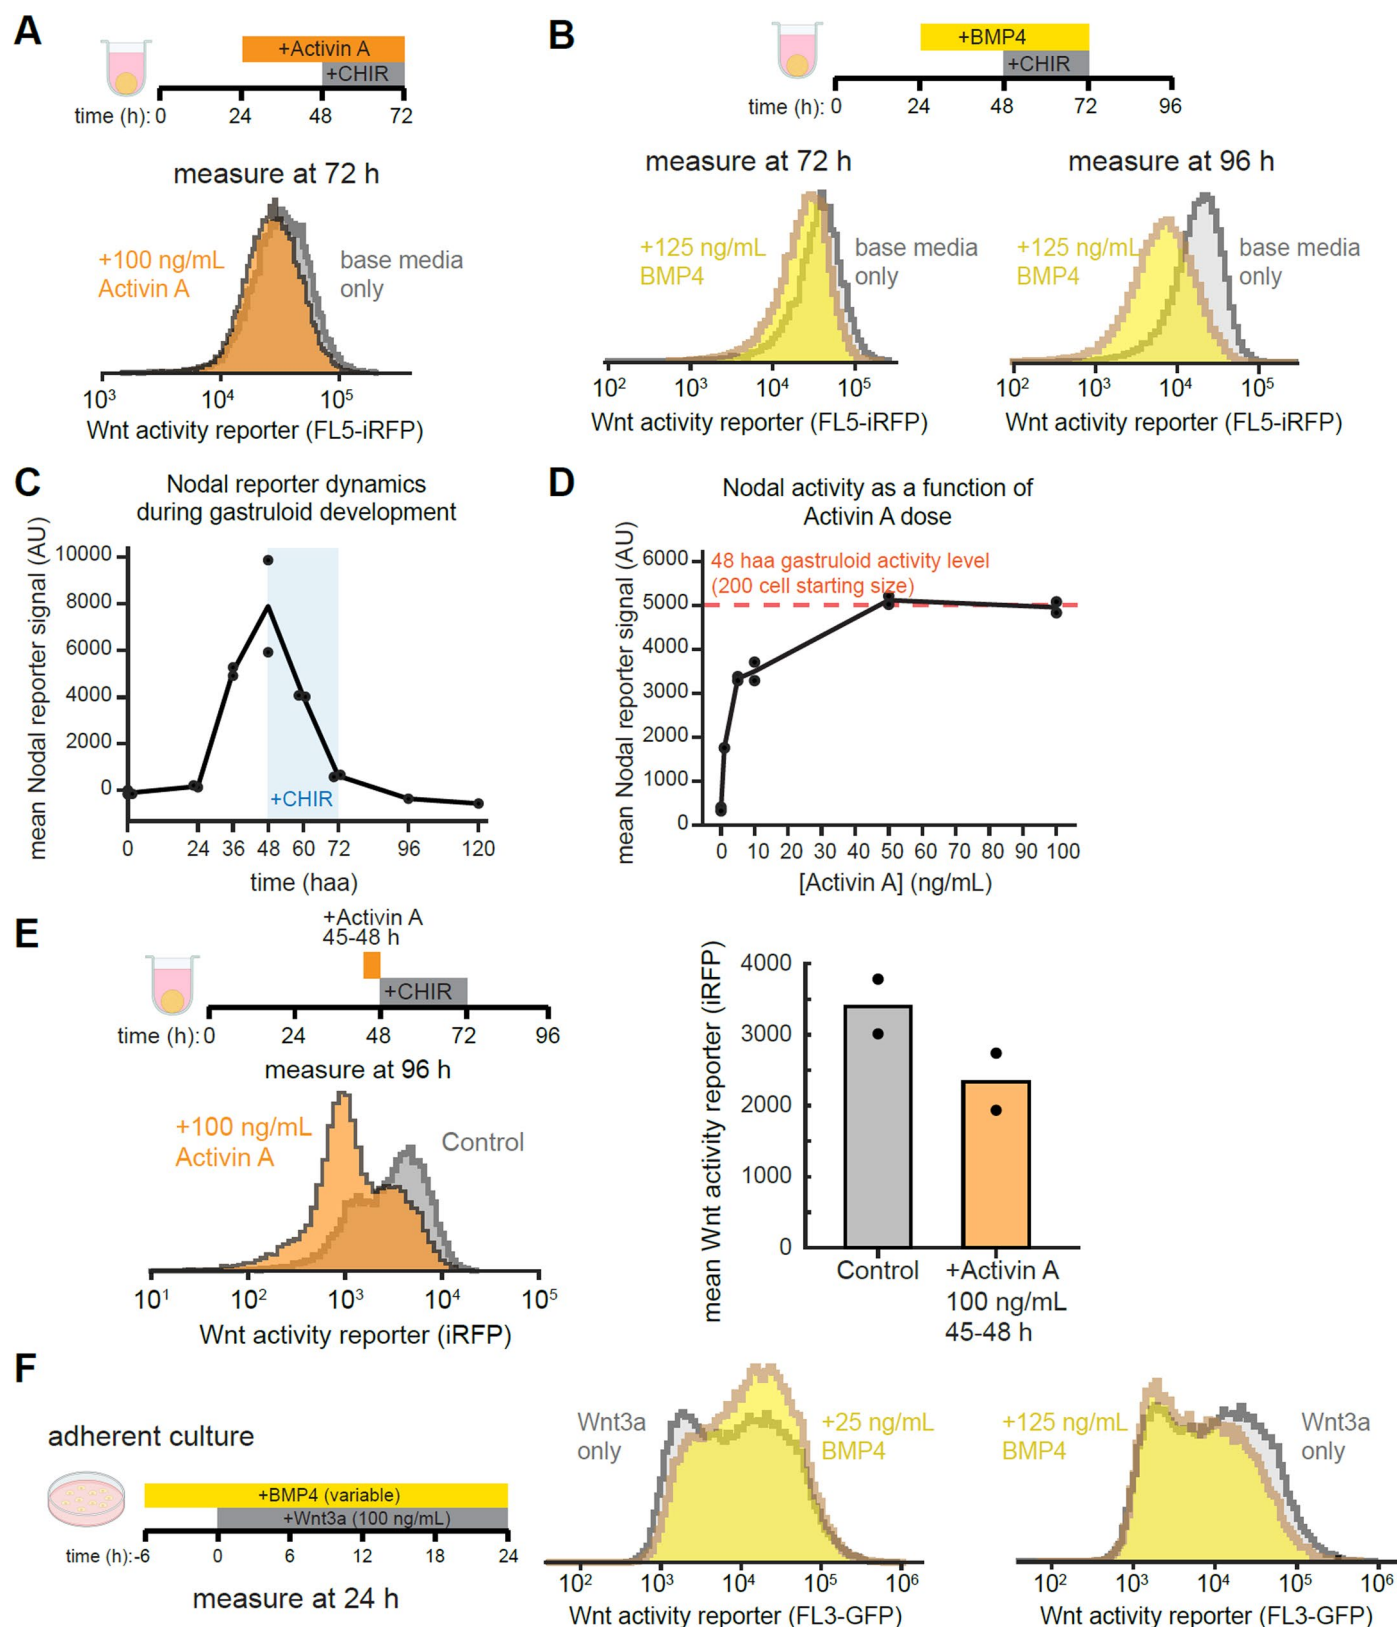 A
+Activin A
+CHIR
time (h): 0 24 48 72
measure at 72 h
+100 ng/mL
Activin A
base media
only
10³ 10⁴ 10⁵
Wnt activity reporter (FL5-iRFP)
B
+BMP4
+CHIR
time (h): 0 24 48 72 96
measure at 72 h
+125 ng/mL
BMP4
base media
only
10² 10³ 10⁴ 10⁵
Wnt activity reporter (FL5-iRFP)
measure at 96 h
+125 ng/mL
BMP4
base media
only
10² 10³ 10⁴ 10⁵
Wnt activity reporter (FL5-iRFP)
C
Nodal reporter dynamics
during gastruloid development
mean Nodal reporter signal (AU)
10000
8000
6000
4000
2000
0
+CHIR
0 24 36 48 60 72 96 120
time (haa)
D
Nodal activity as a function of
Activin A dose
mean Nodal reporter signal (AU)
6000
5000
4000
3000
2000
1000
0
48 haa gastruloid activity level
(200 cell starting size)
0 10 20 30 40 50 60 70 80 90 100
[Activin A] (ng/mL)
E
+Activin A
45-48 h
+CHIR
time (h): 0 24 48 72 96
measure at 96 h
+100 ng/mL
Activin A
Control
10¹ 10² 10³ 10⁴ 10⁵
Wnt activity reporter (iRFP)
mean Wnt activity reporter (iRFP)
4000
3000
2000
1000
0
Control
+Activin A
100 ng/mL
45-48 h
F
adherent culture
+BMP4 (variable)
+Wnt3a (100 ng/mL)
time (h):-6 0 6 12 18 24
measure at 24 h
Wnt3a
only
+25 ng/mL
BMP4
10² 10³ 10⁴ 10⁵ 10⁶
Wnt activity reporter (FL3-GFP)
+125 ng/mL
BMP4
Wnt3a
only
10² 10³ 10⁴ 10⁵ 10⁶
Wnt activity reporter (FL3-GFP)